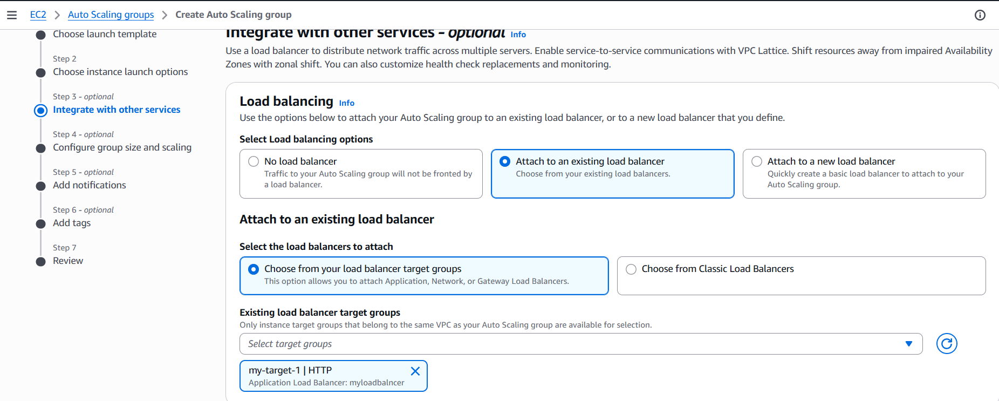 EC2 > Auto Scaling groups > Create Auto Scaling group
Choose launch template
Step 2
Choose instance launch options
Step 3 - optional
Integrate with other services
Step 4 - optional
Configure group size and scaling
Step 5 - optional
Add notifications
Step 6 - optional
Add tags
Step 7
Review
Integrate with other services - optional Info
Use a load balancer to distribute network traffic across multiple servers. Enable service-to-service communications with VPC Lattice. Shift resources away from impaired Availability
Zones with zonal shift. You can also customize health check replacements and monitoring.
Load balancing Info
Use the options below to attach your Auto Scaling group to an existing load balancer, or to a new load balancer that you define.
Select Load balancing options
No load balancer
Traffic to your Auto Scaling group will not be fronted by
a load balancer.
Attach to an existing load balancer
Choose from your existing load balancers.
Attach to a new load balancer
Quickly create a basic load balancer to attach to your
Auto Scaling group.
Attach to an existing load balancer
Select the load balancers to attach
Choose from your load balancer target groups
This option allows you to attach Application, Network, or Gateway Load Balancers.
Choose from Classic Load Balancers
Existing load balancer target groups
Only instance target groups that belong to the same VPC as your Auto Scaling group are available for selection.
Select target groups
my-target-1 | HTTP
Application Load Balancer: myloadbalncer